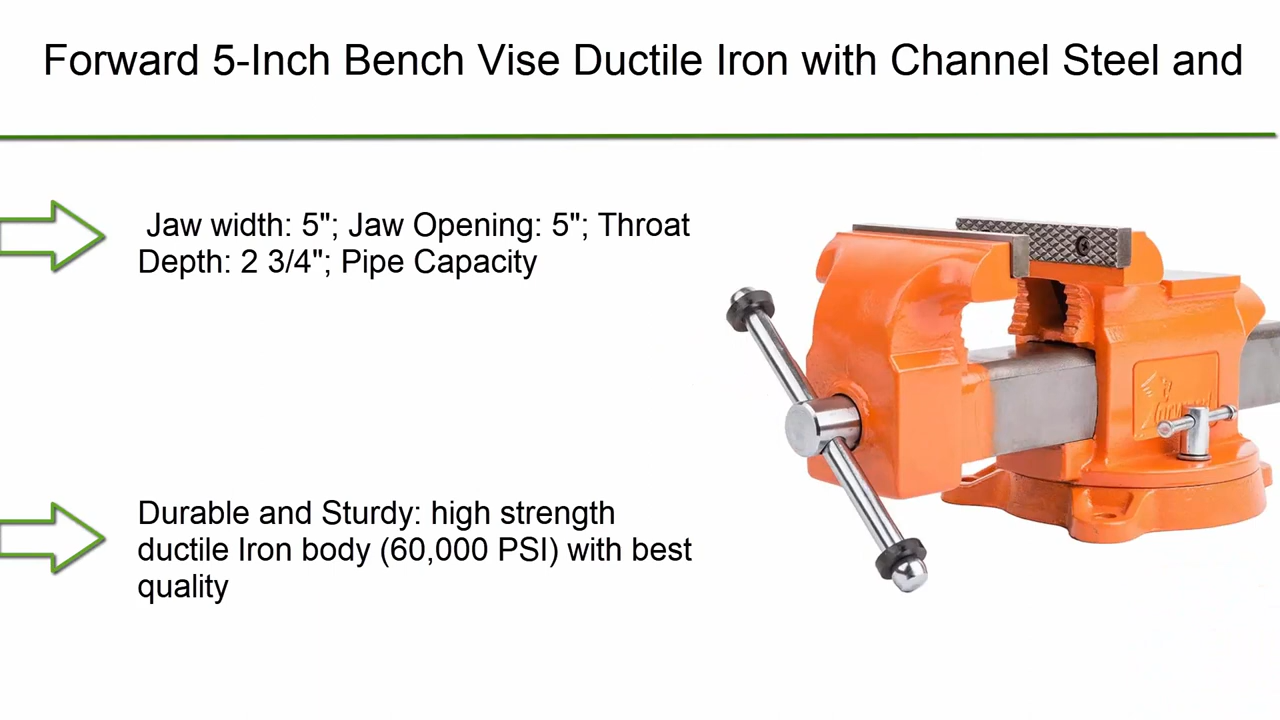 Forward 5-Inch Bench Vise Ductile Iron with Channel Steel and
Jaw width: 5"; Jaw Opening: 5"; Throat
Depth: 2 3/4"; Pipe Capacity
Durable and Sturdy: high strength
ductile Iron body (60,000 PSI) with best
quality